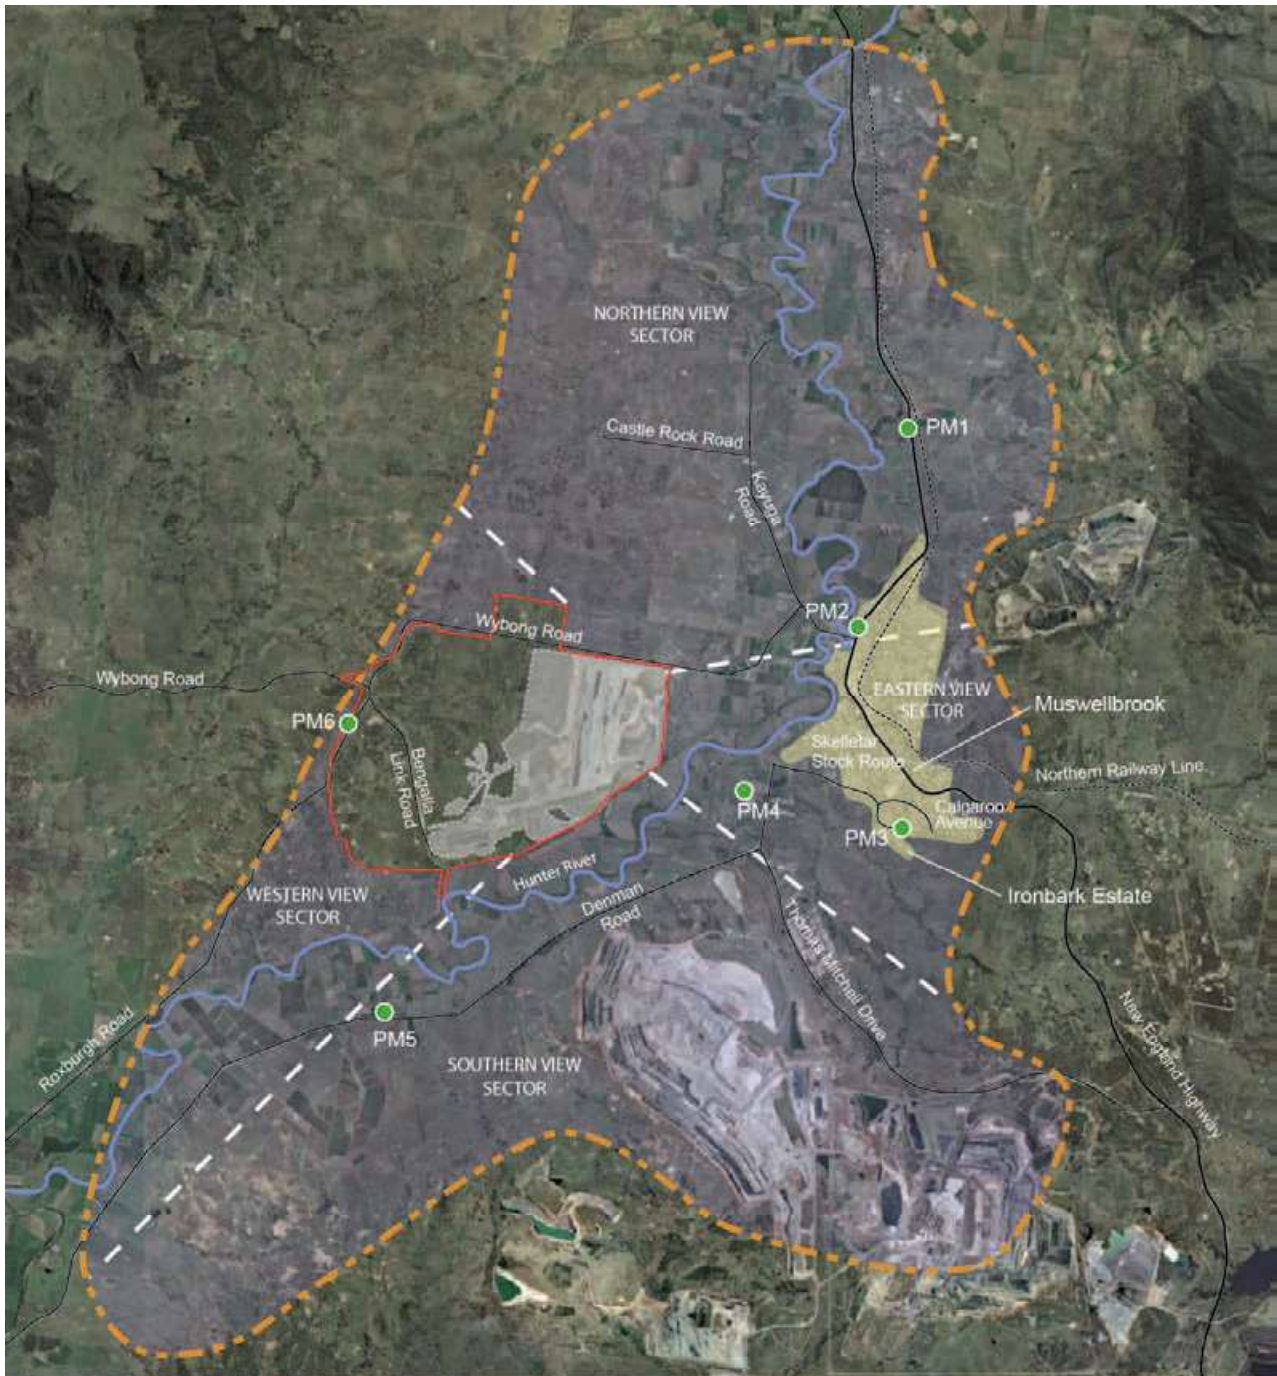 NORTHERN VIEW
SECTOR
PM1
Castle Rock Road
Kayuga
Road
PM2
Wybong Road
Wybong Road
EASTERN VIEW
SECTOR
Muswellbrook
PM6
Bengalla
Link Road
Skelletar
Stock Route
Northern Railway Line
PM4
Calgaroo
Avenue
PM3
Hunter River
WESTERN VIEW
SECTOR
Denman
Road
Ironbark Estate
Thomas Mitchell Drive
PM5
Roxburgh Road
SOUTHERN VIEW
SECTOR
New England Highway